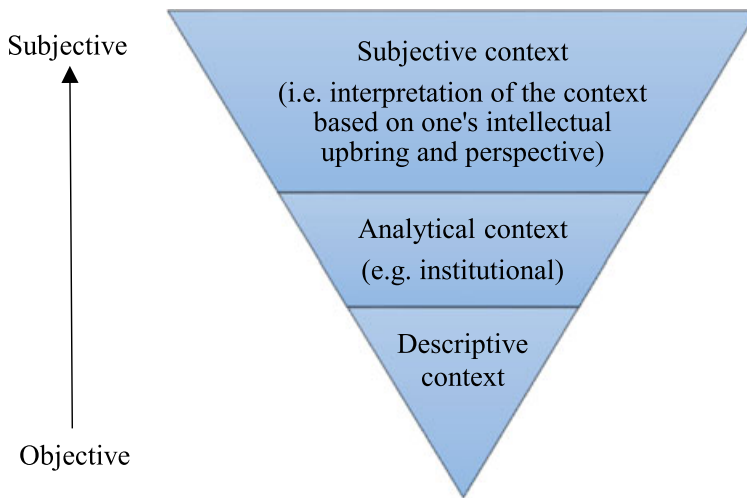 Subjective
Subjective context
(i.e. interpretation of the context
based on one's intellectual
upbring and perspective)
Analytical context
(e.g. institutional)
Descriptive
context
Objective